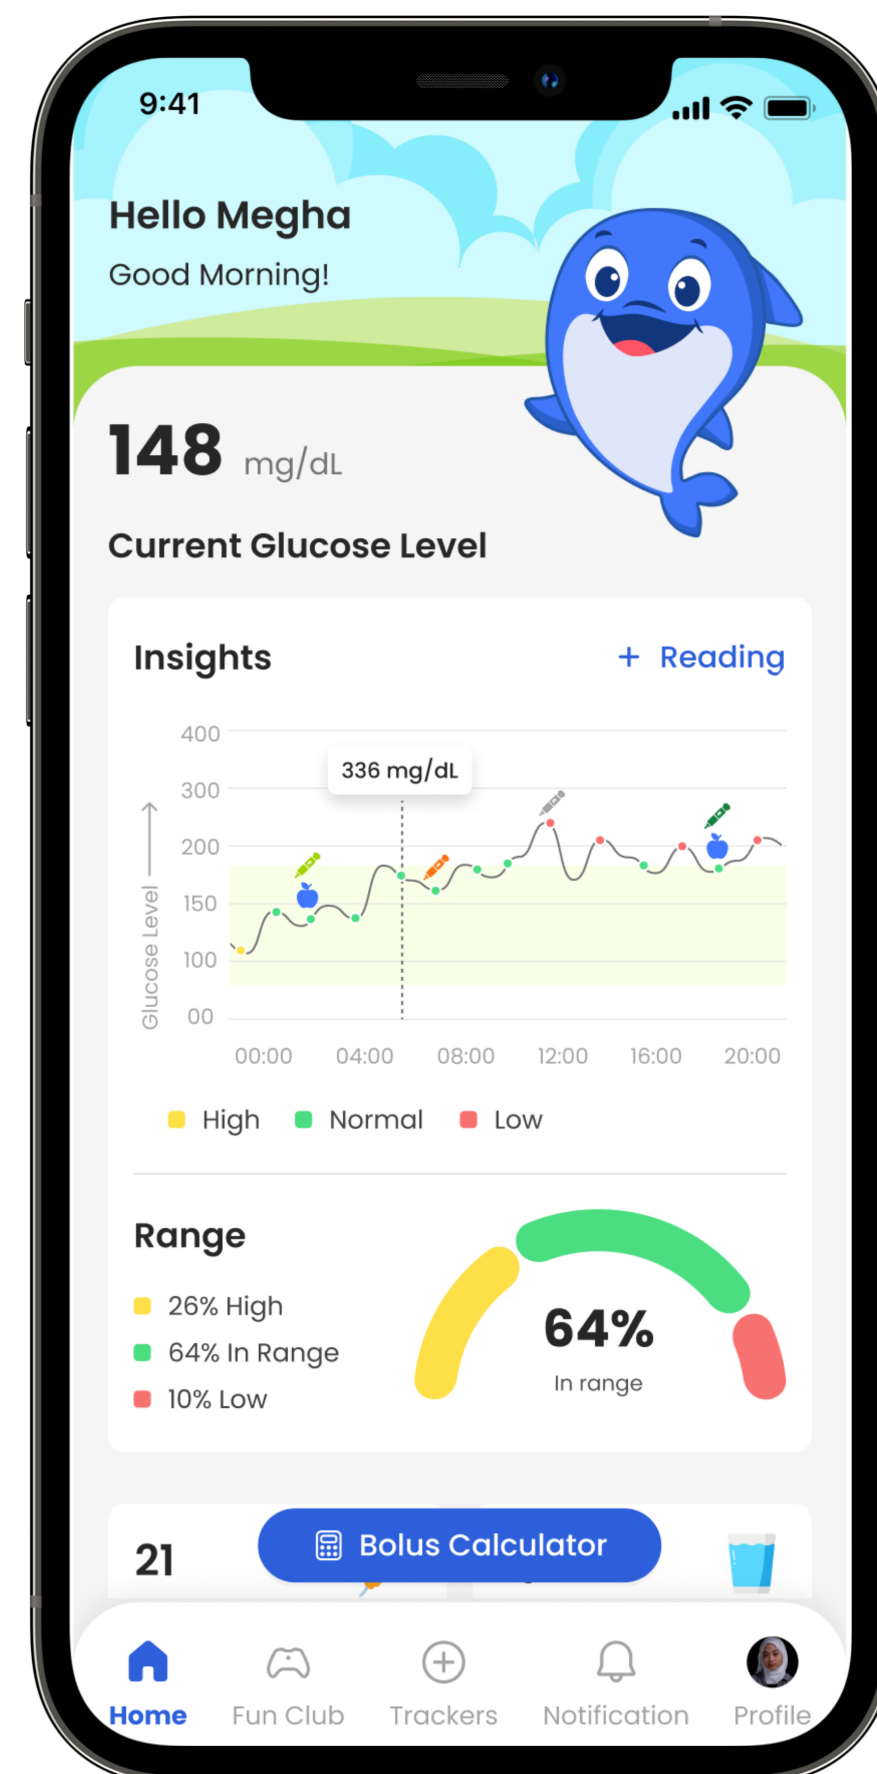 9:41
Hello Megha
Good Morning!
148 mg/dL
Current Glucose Level
Insights
+ Reading
400
336 mg/dL
300
200
150
100
00
Glucose Level
00:00 04:00 08:00 12:00 16:00 20:00
High Normal Low
Range
26% High
64% In Range
10% Low
64%
In range
21
Bolus Calculator
Home Fun Club Trackers Notification Profile